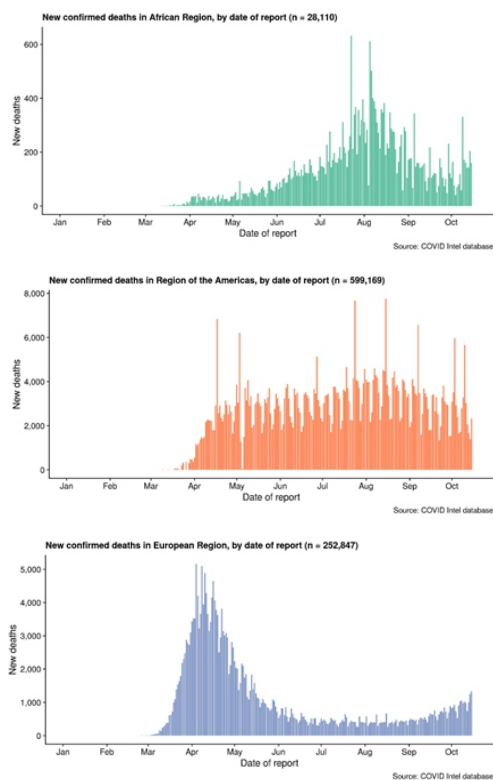 New confirmed deaths in African Region, by date of report (n = 28,110)
600
400
200
0
New deaths
Jan Feb Mar Apr May Jun Jul Aug Sep Oct
Date of report
Source: COVID Intel database
New confirmed deaths in Region of the Americas, by date of report (n = 599,169)
8,000
6,000
4,000
2,000
0
New deaths
Jan Feb Mar Apr May Jun Jul Aug Sep Oct
Date of report
Source: COVID Intel database
New confirmed deaths in European Region, by date of report (n = 252,847)
5,000
4,000
3,000
2,000
1,000
0
New deaths
Jan Feb Mar Apr May Jun Jul Aug Sep Oct
Date of report
Source: COVID Intel database